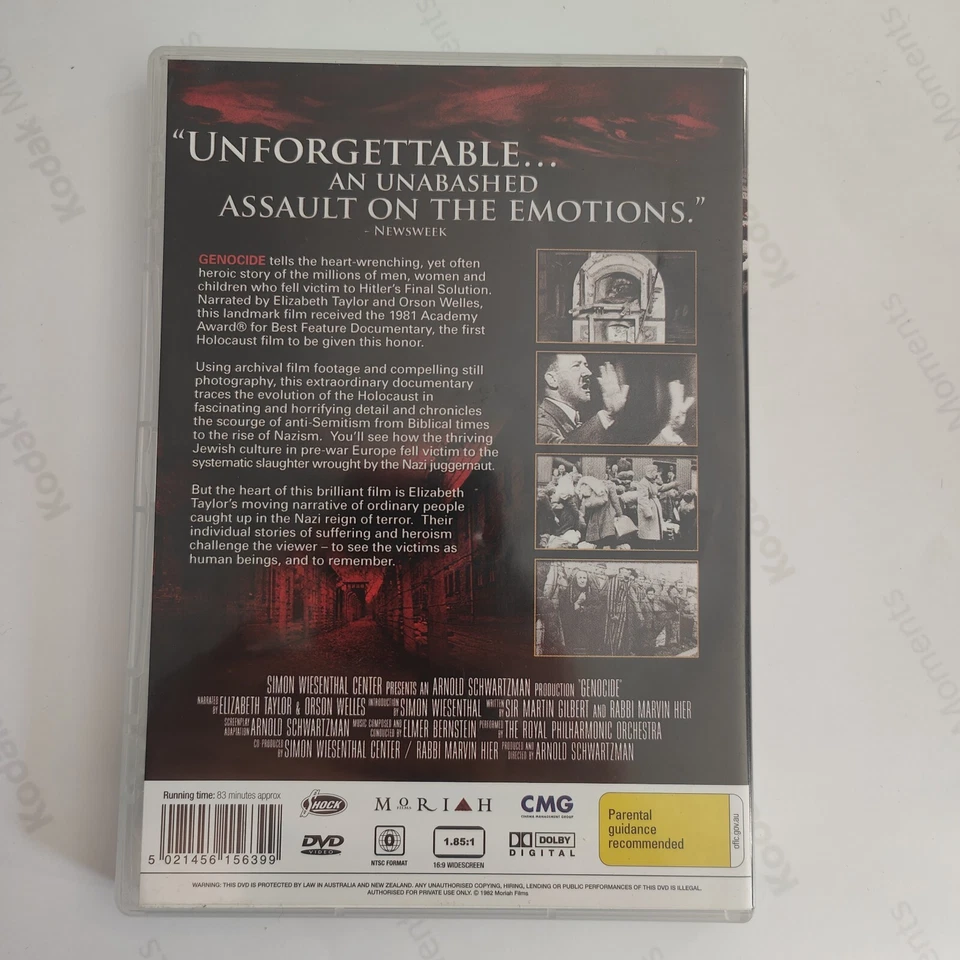 “UNFORGETTABLE...
AN UNABASHED
ASSAULT ON THE EMOTIONS.”
- NEWSWEEK
GENOCIDE tells the heart-wrenching, yet often
heroic story of the millions of men, women and
children who fell victim to Hitler's Final Solution.
Narrated by Elizabeth Taylor and Orson Welles,
this landmark film received the 1981 Academy
Award® for Best Feature Documentary, the first
Holocaust film to be given this honor.
Using archival film footage and compelling still
photography, this extraordinary documentary
traces the evolution of the Holocaust in
fascinating and horrifying detail and chronicles
the scourge of anti-Semitism from Biblical times
to the rise of Nazism. You'll see how the thriving
Jewish culture in pre-war Europe fell victim to the
systematic slaughter wrought by the Nazi juggernaut.
But the heart of this brilliant film is Elizabeth
Taylor's moving narrative of ordinary people
caught up in the Nazi reign of terror. Their
individual stories of suffering and heroism
challenge the viewer – to see the victims as
human beings, and to remember.
SIMON WIESENTHAL CENTER PRESENTS AN ARNOLD SCHWARTZMAN PRODUCTION "GENOCIDE"
NARRATED BY ELIZABETH TAYLOR & ORSON WELLES INTRODUCTION BY SIMON WIESENTHAL WRITTEN BY SIR MARTIN GILBERT AND RABBI MARVIN HIER
SCREENPLAY ADAPTATION ARNOLD SCHWARTZMAN MUSIC COMPOSED AND CONDUCTED BY ELMER BERNSTEIN PERFORMED BY THE ROYAL PHILHARMONIC ORCHESTRA
CO-PRODUCED BY SIMON WIESENTHAL CENTER / RABBI MARVIN HIER PRODUCED AND DIRECTED BY ARNOLD SCHWARTZMAN
Running time: 83 minutes approx
5 021456 156399
SHOCK
MORIAH
FILMS
CMG
CINEMA MANAGEMENT GROUP
DVD
VIDEO
0
NTSC FORMAT
1.85:1
16:9 WIDESCREEN
DOLBY
DIGITAL
Parental
guidance
recommended
oflc.gov.au
WARNING: THIS DVD IS PROTECTED BY LAW IN AUSTRALIA AND NEW ZEALAND. ANY UNAUTHORISED COPYING, HIRING, LENDING OR PUBLIC PERFORMANCES OF THIS DVD IS ILLEGAL.
AUTHORISED FOR PRIVATE USE ONLY. © 1982 Moriah Films
Kodak Moments